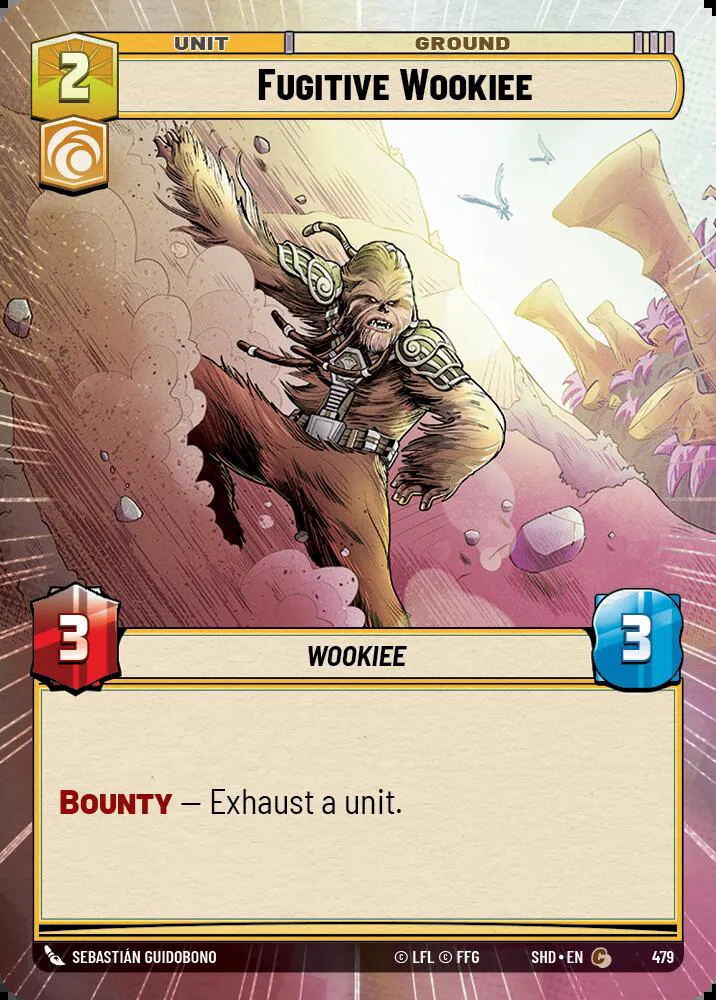 UNIT GROUND
2 FUGITIVE WOOKIEE
3 WOOKIEE 3
BOUNTY – Exhaust a unit.
SEBASTIÁN GUIDOBONO © LFL © FFG SHD • EN C 479